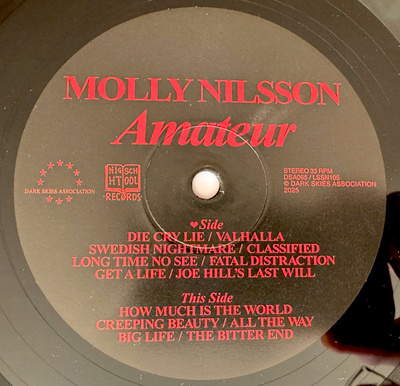 MOLLY NILSSON
Amateur
DARK SKIES ASSOCIATION
NIGHT
SCHOOL
RECORDS
STEREO 33 RPM
DSA066 / LSSN105
© DARK SKIES ASSOCIATION
2025
♥ Side
DIE CRY LIE / VALHALLA
SWEDISH NIGHTMARE / CLASSIFIED
LONG TIME NO SEE / FATAL DISTRACTION
GET A LIFE / JOE HILL'S LAST WILL
This Side
HOW MUCH IS THE WORLD
CREEPING BEAUTY / ALL THE WAY
BIG LIFE / THE BITTER END